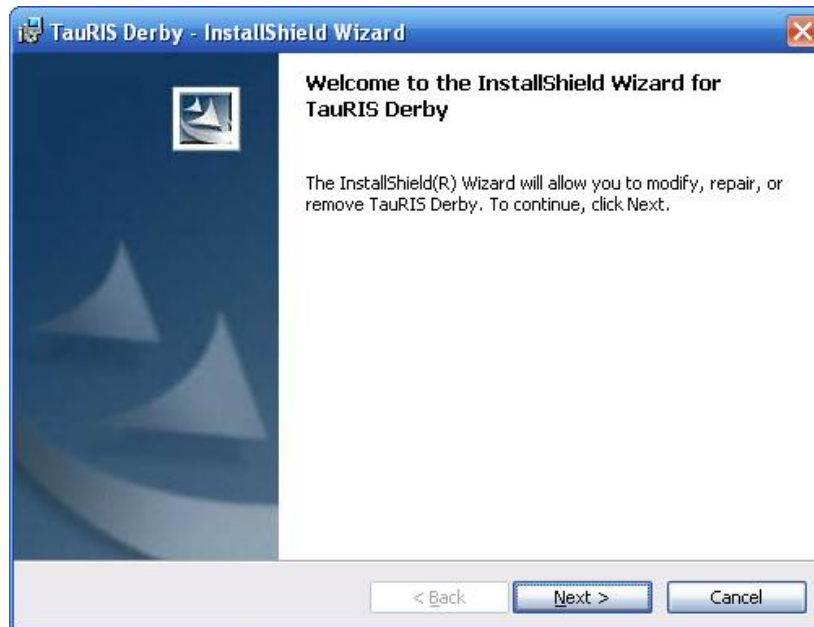 TauRIS Derby - InstallShield Wizard
Welcome to the InstallShield Wizard for
TauRIS Derby
The InstallShield(R) Wizard will allow you to modify, repair, or
remove TauRIS Derby. To continue, click Next.
< Back
Next >
Cancel